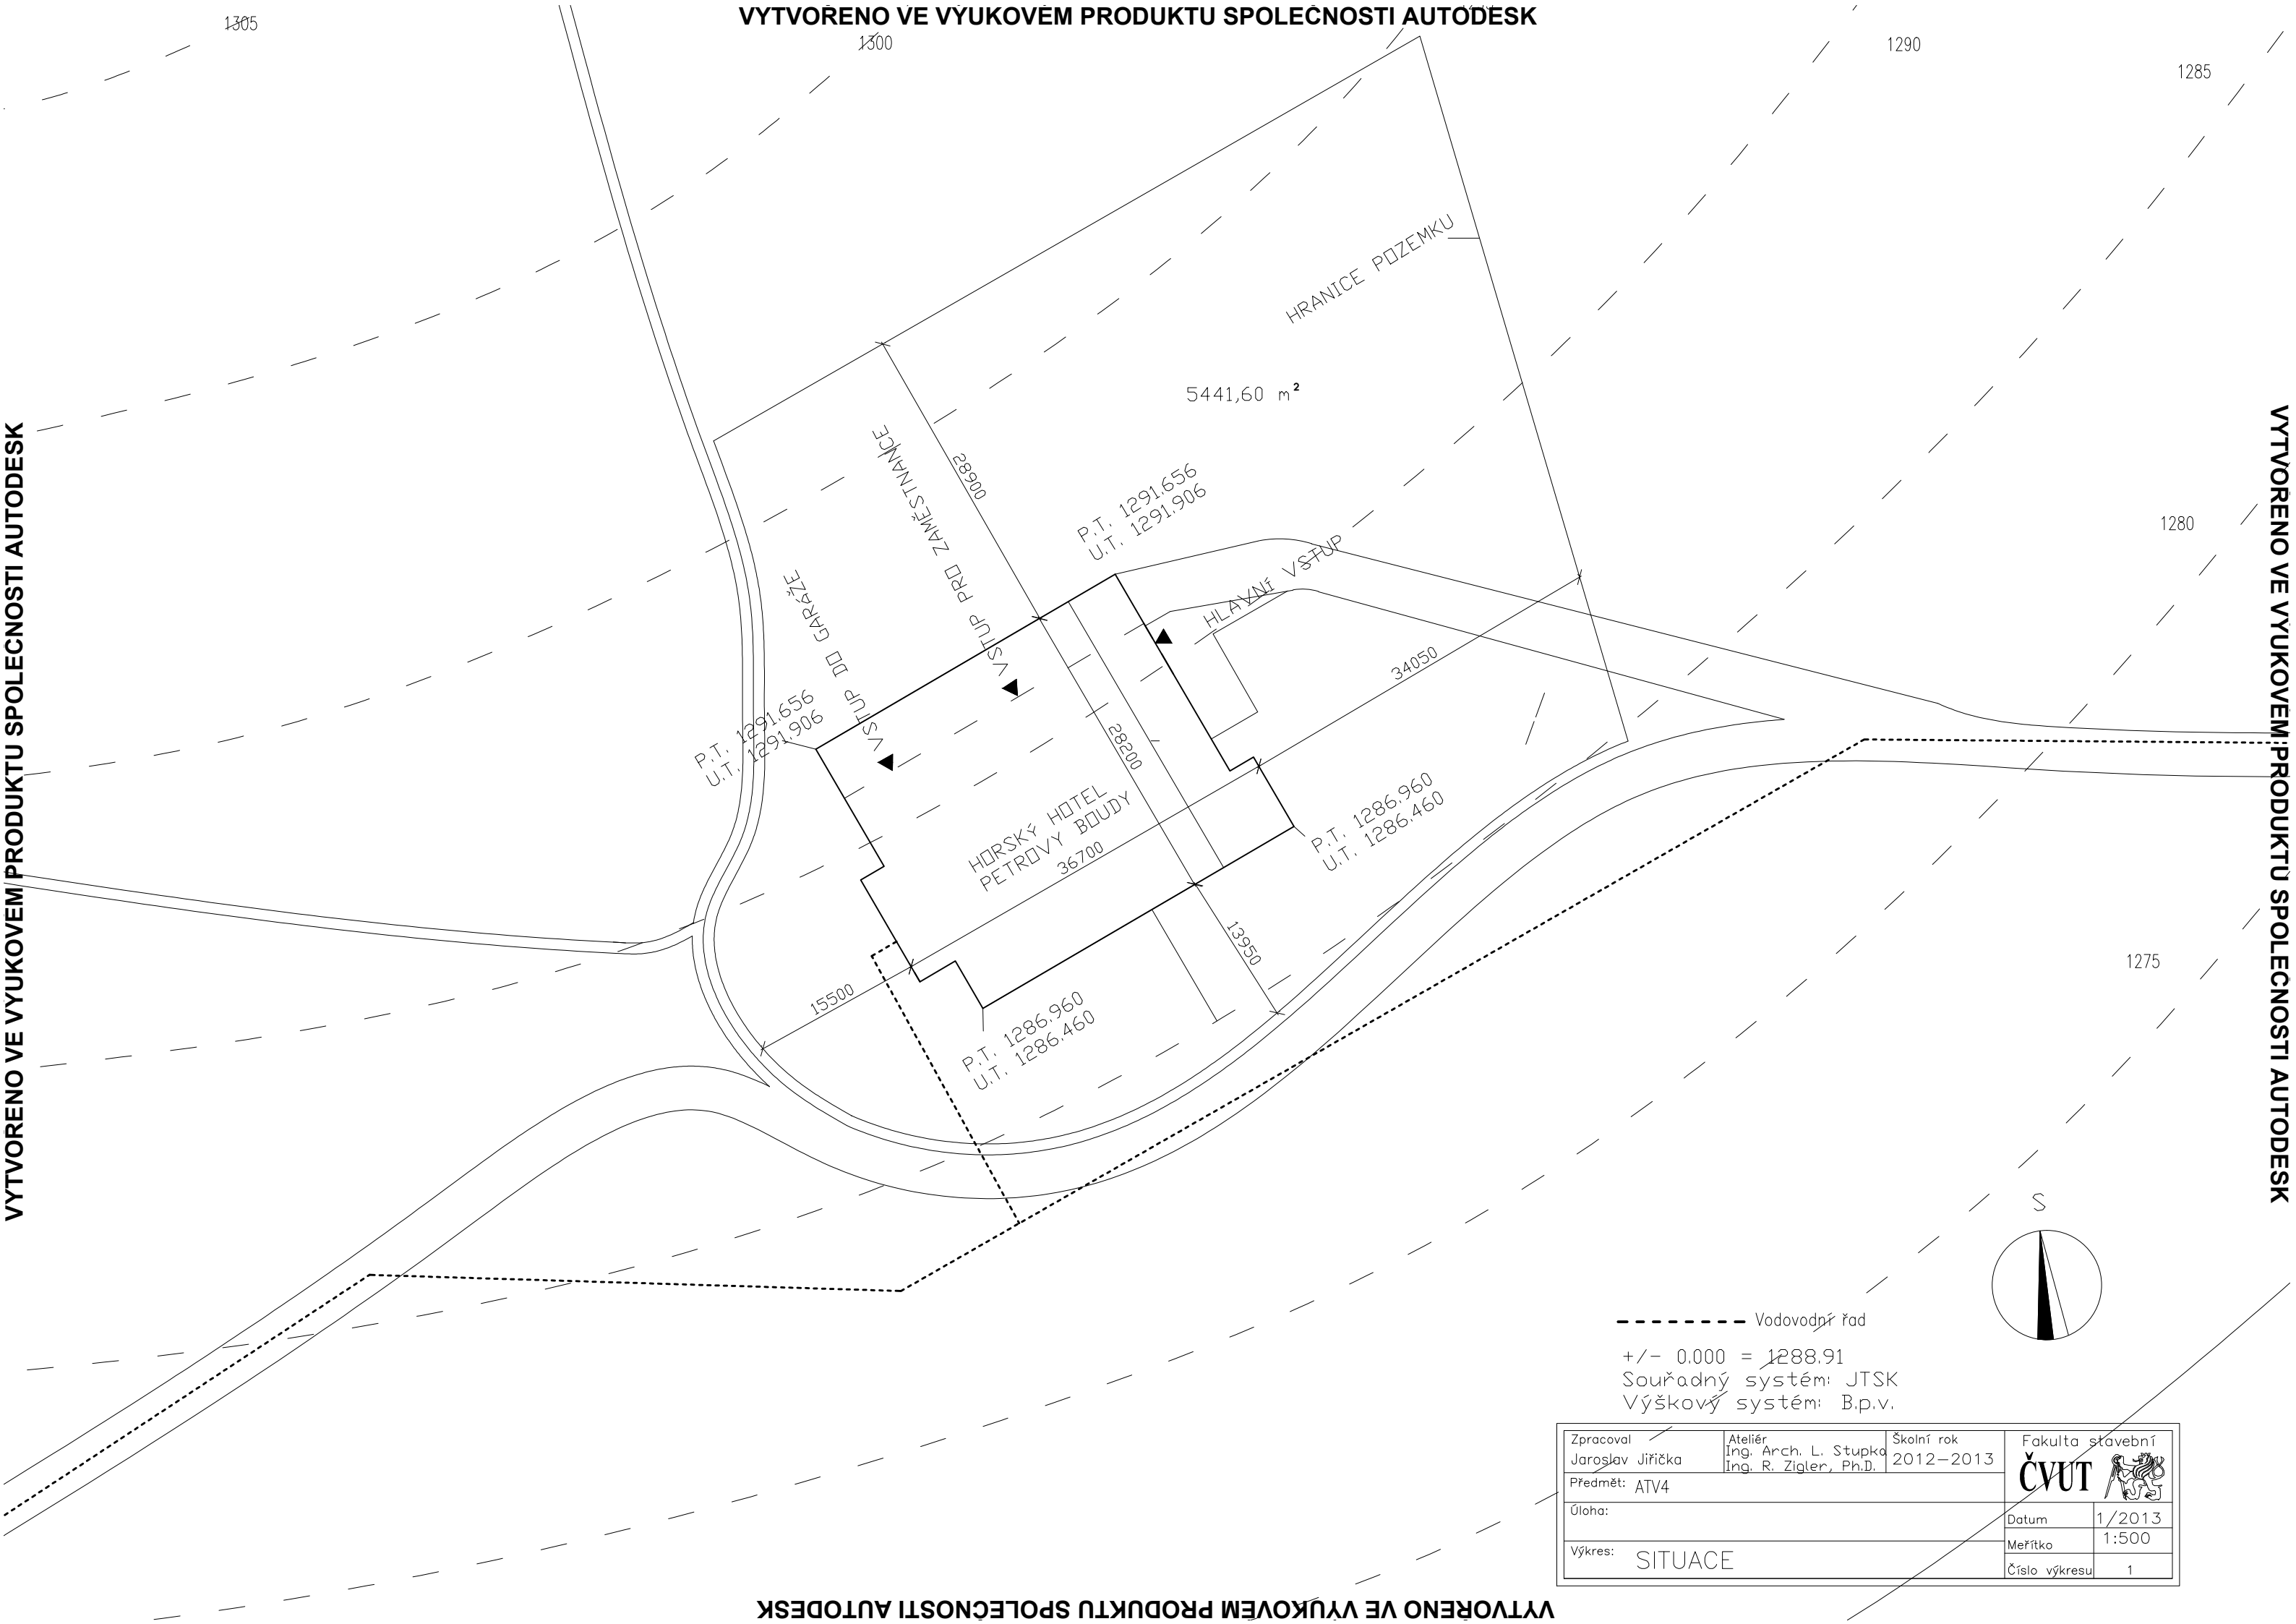 VYTVOŘENO VE VÝUKOVÉM PRODUKTU SPOLEČNOSTI AUTODESK
1305
1300
1290
1285
HRANICE POZEMKU
5441,60 m²
VSTUP PRO ZAMĚSTNANCE
28900
P.T. 1291.656
U.T. 1291.906
VYTVOŘENO VE VÝUKOVÉM PRODUKTU SPOLEČNOSTI AUTODESK
VYTVOŘENO VE VÝUKOVÉM PRODUKTU SPOLEČNOSTI AUTODESK
1280
VSTUP DO GARÁŽE
HLAVNÍ VSTUP
34050
P.T. 1291.656
U.T. 1291.906
28200
HORSKÝ HOTEL
PETROVY BOUDY
36700
P.T. 1286.960
U.T. 1286.460
13950
15500
P.T. 1286.960
U.T. 1286.460
1275
S
Vodovodní řad
+/- 0.000 = 1288.91
Souřadný systém: JTSK
Výškový systém: B.p.v.
Zpracoval
Jaroslav Jiřička
Ateliér
Ing. Arch. L. Stupka
Ing. R. Zigler, Ph.D.
Školní rok
2012-2013
Fakulta stavební
ČVUT
Předmět: ATV4
Úloha:
Datum 1/2013
Meřítko 1:500
Výkres: SITUACE
Číslo výkresu 1
VYTVOŘENO VE VÝUKOVÉM PRODUKTU SPOLEČNOSTI AUTODESK